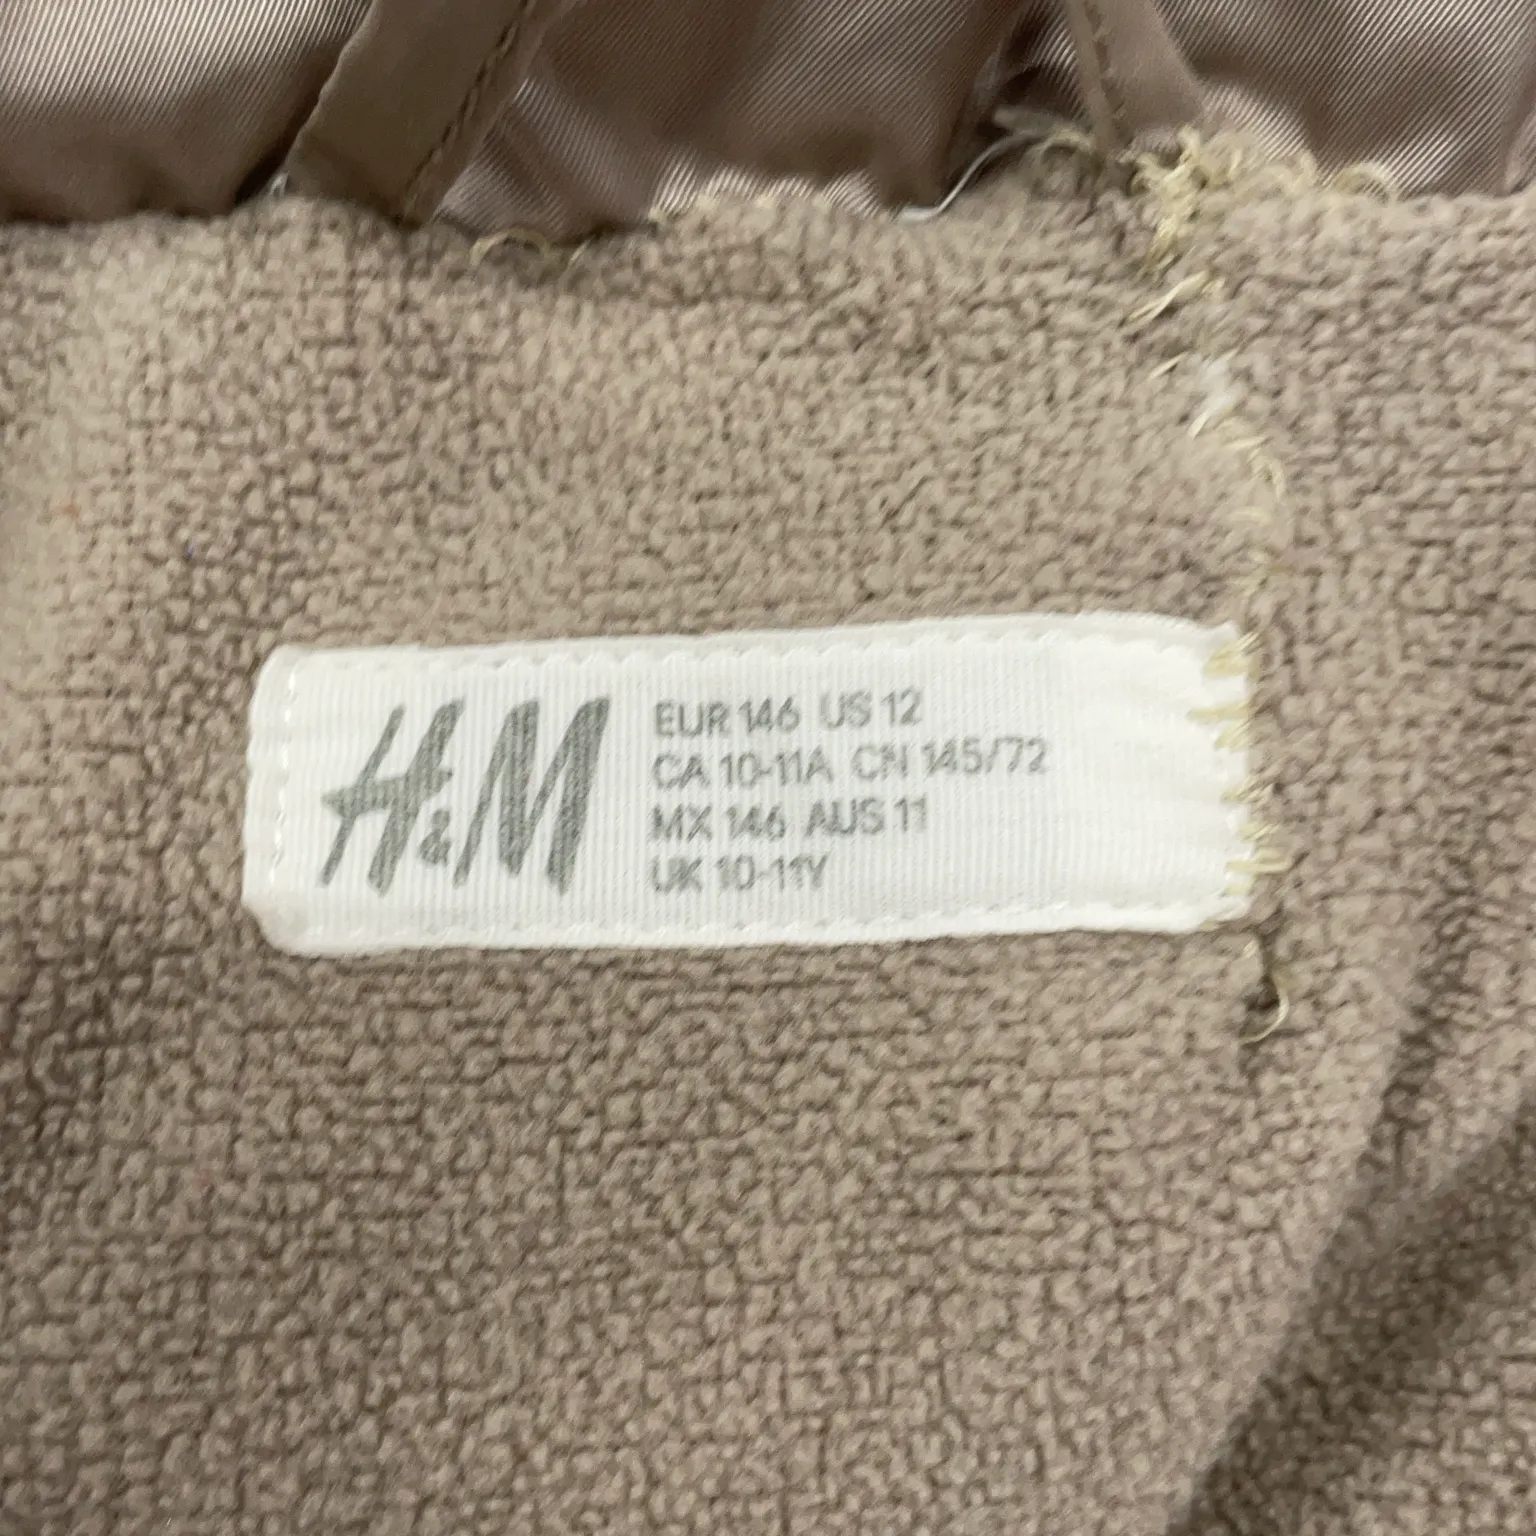 H&M
EUR 146 US 12
CA 10-11A CN 145/72
MX 146 AUS 11
UK 10-11Y